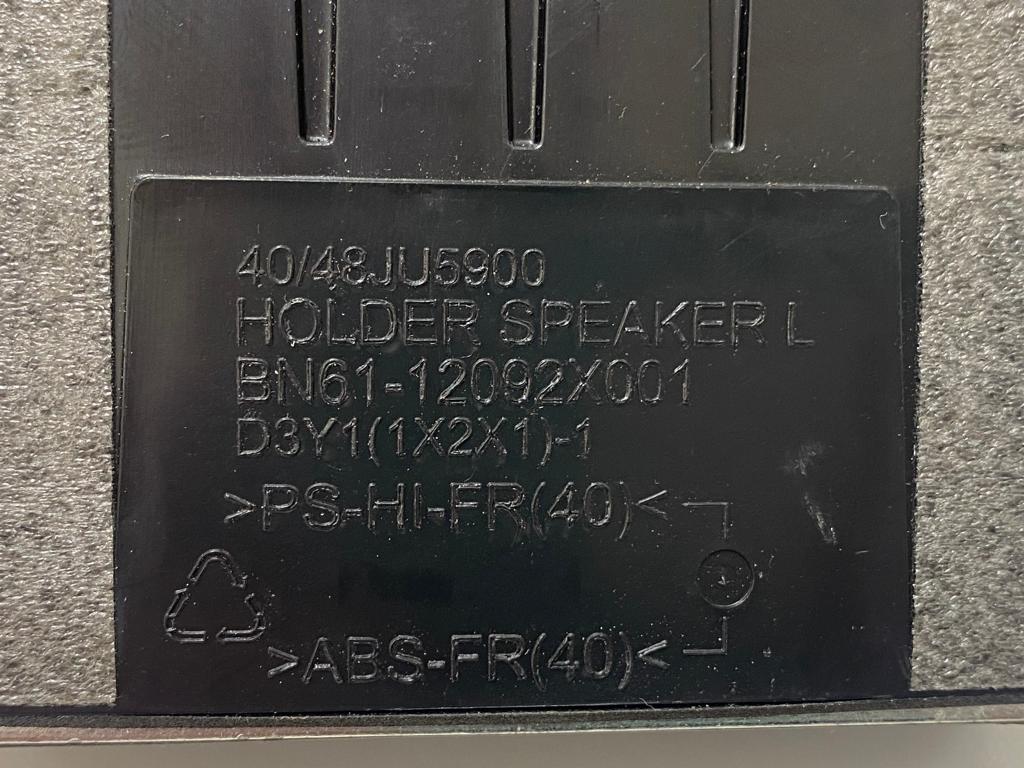 40/48JU5900
HOLDER SPEAKER L
BN61-12092X001
D3Y1(1X2X1)-1
>PS-HI-FR(40)<
>ABS-FR(40)<